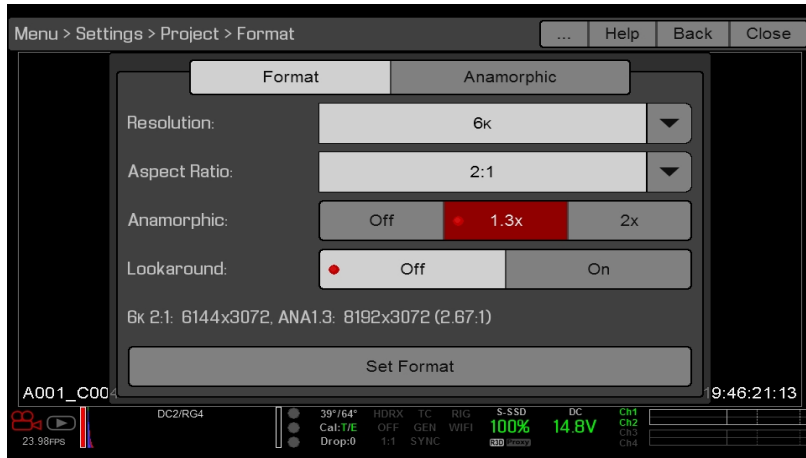 Menu > Settings > Project > Format ... Help Back Close
Format Anamorphic
Resolution: 6K
Aspect Ratio: 2:1
Anamorphic: Off 1.3x 2x
Lookaround: Off On
6K 2:1: 6144x3072, ANA1.3: 8192x3072 (2.67:1)
Set Format
A001_C004 19:46:21:13
DC2/RG4 39°/64° HDRX TC RIG S-SSD DC Ch1
Cal:T/E OFF GEN WIFI 100% 14.8V Ch2
23.98FPS Drop:0 1:1 SYNC R3D Proxy Ch3
Ch4